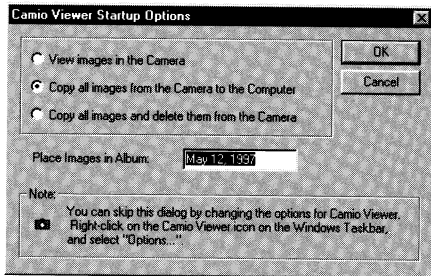 Camio Viewer Startup Options
View images in the Camera
Copy all images from the Camera to the Computer
Copy all images and delete them from the Camera
OK
Cancel
Place Images in Album:
May 12, 1997
Note:
You can skip this dialog by changing the options for Camio Viewer.
Right-click on the Camio Viewer icon on the Windows Taskbar,
and select "Options...".